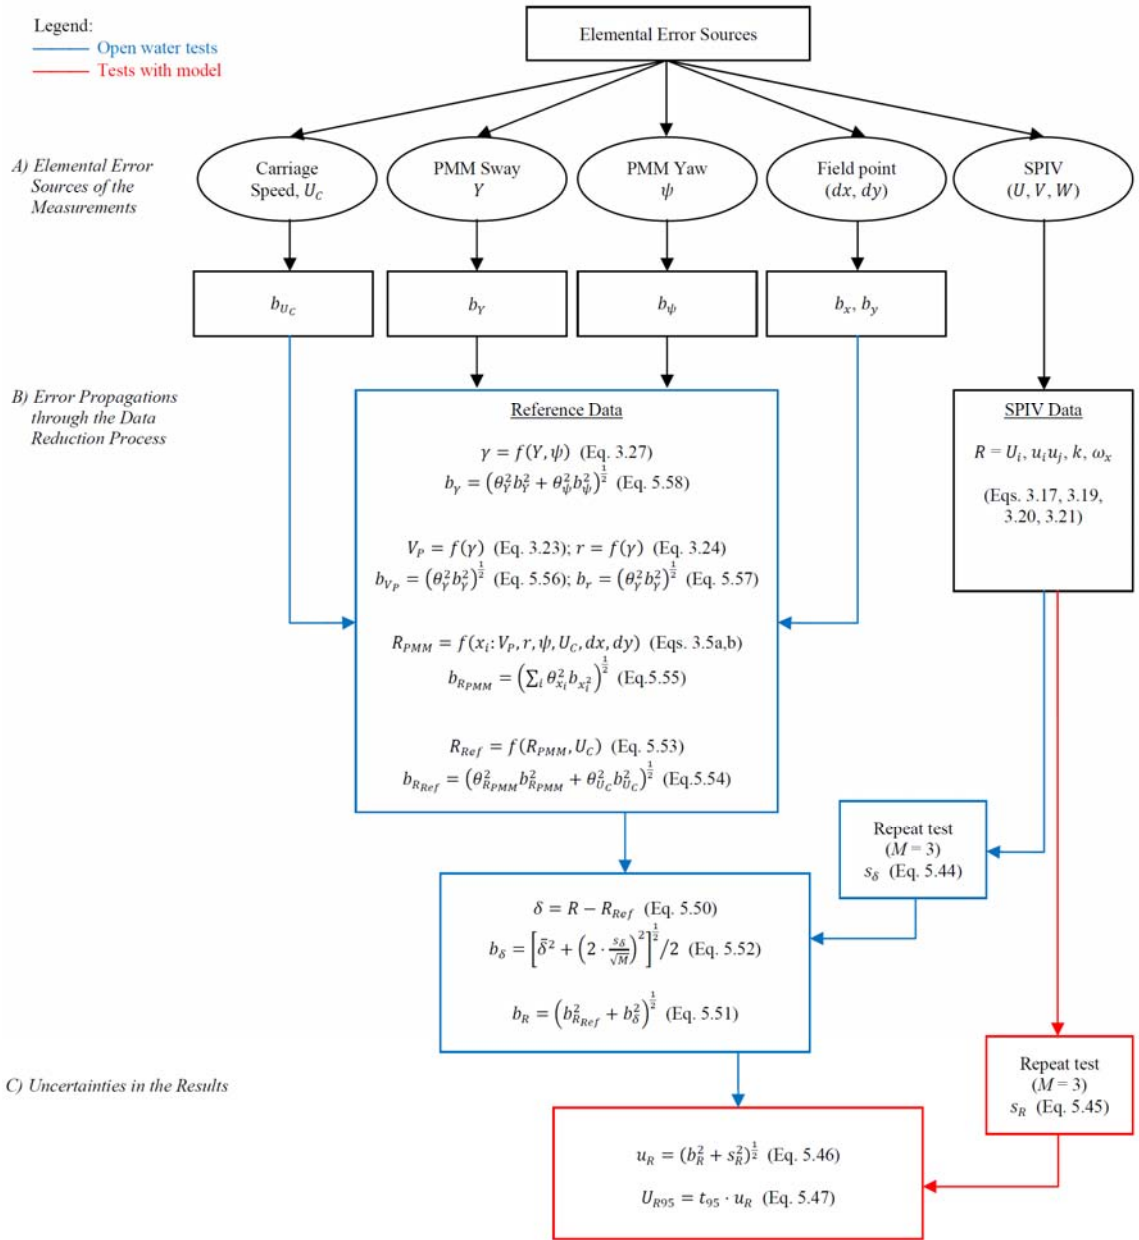 Legend:
Open water tests
Tests with model
Elemental Error Sources
A) Elemental Error
Sources of the
Measurements
Carriage
Speed, U_C
PMM Sway
Y
PMM Yaw
ψ
Field point
(dx, dy)
SPIV
(U, V, W)
b_{U_C}
b_Y
b_ψ
b_x, b_y
B) Error Propagations
through the Data
Reduction Process
Reference Data
γ = f(Y, ψ) (Eq. 3.27)
b_γ = (θ_Y^2 b_Y^2 + θ_ψ^2 b_ψ^2)^{1/2} (Eq. 5.58)
V_P = f(γ) (Eq. 3.23); r = f(γ) (Eq. 3.24)
b_{V_P} = (θ_γ^2 b_γ^2)^{1/2} (Eq. 5.56); b_r = (θ_γ^2 b_γ^2)^{1/2} (Eq. 5.57)
R_{PMM} = f(x_i: V_P, r, ψ, U_C, dx, dy) (Eqs. 3.5a,b)
b_{R_{PMM}} = (∑_i θ_{x_i}^2 b_{x_i^2})^{1/2} (Eq.5.55)
R_{Ref} = f(R_{PMM}, U_C) (Eq. 5.53)
b_{R_{Ref}} = (θ_{R_{PMM}}^2 b_{R_{PMM}}^2 + θ_{U_C}^2 b_{U_C}^2)^{1/2} (Eq.5.54)
SPIV Data
R = U_i, u_i u_j, k, ω_x
(Eqs. 3.17, 3.19,
3.20, 3.21)
Repeat test
(M = 3)
s_δ (Eq. 5.44)
δ = R − R_{Ref} (Eq. 5.50)
b_δ = [δ̄^2 + (2 · s_δ/√M)^2]^{1/2}/2 (Eq. 5.52)
b_R = (b_{R_{Ref}}^2 + b_δ^2)^{1/2} (Eq. 5.51)
Repeat test
(M = 3)
s_R (Eq. 5.45)
C) Uncertainties in the Results
u_R = (b_R^2 + s_R^2)^{1/2} (Eq. 5.46)
U_{R95} = t_{95} · u_R (Eq. 5.47)